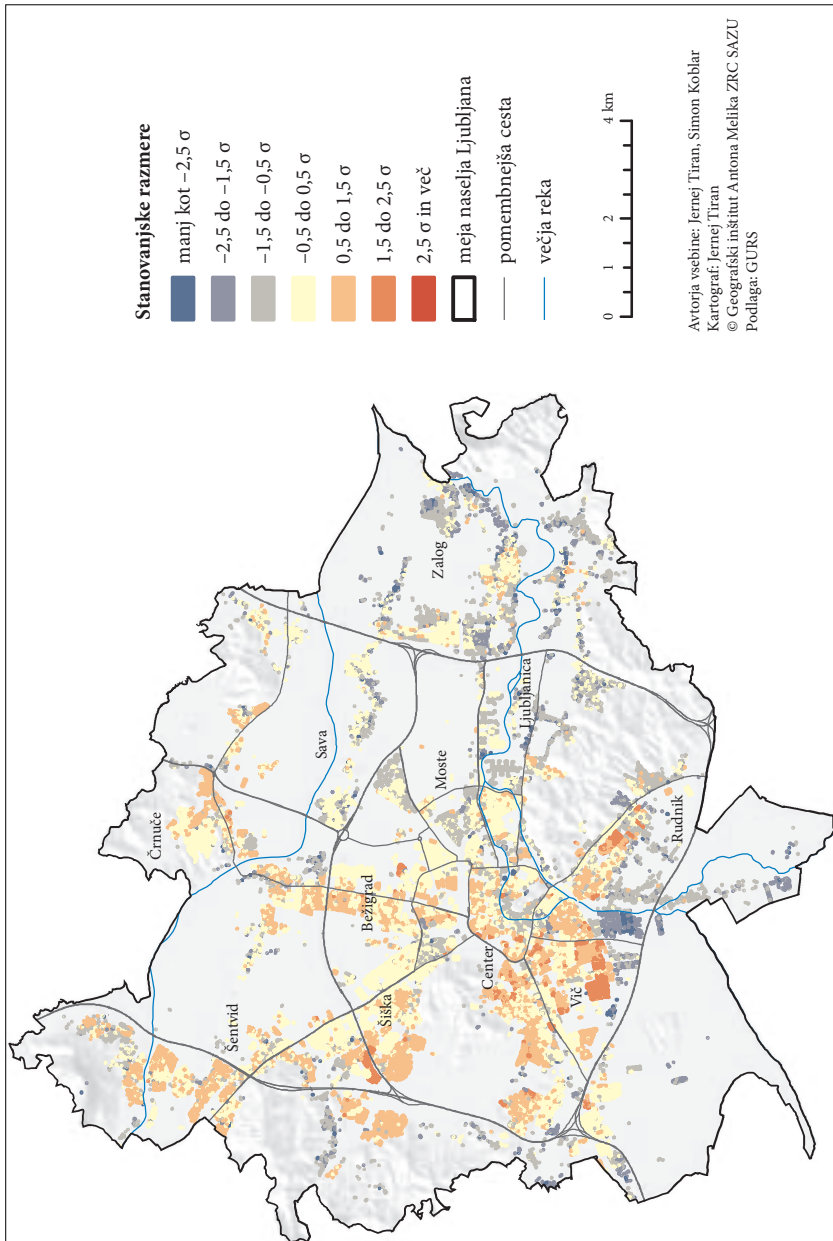 Stanovanjske razmere
manj kot −2,5 σ
−2,5 do −1,5 σ
−1,5 do −0,5 σ
−0,5 do 0,5 σ
0,5 do 1,5 σ
1,5 do 2,5 σ
2,5 σ in več
meja naselja Ljubljana
pomembnejša cesta
večja reka
0 1 2 4 km
Avtorja vsebine: Jernej Tiran, Simon Koblar
Kartograf: Jernej Tiran
© Geografski inštitut Antona Melika ZRC SAZU
Podlaga: GURS
Črnuče
Sava
Šentvid
Bežigrad
Šiška
Moste
Zalog
Ljubljanica
Center
Vič
Rudnik